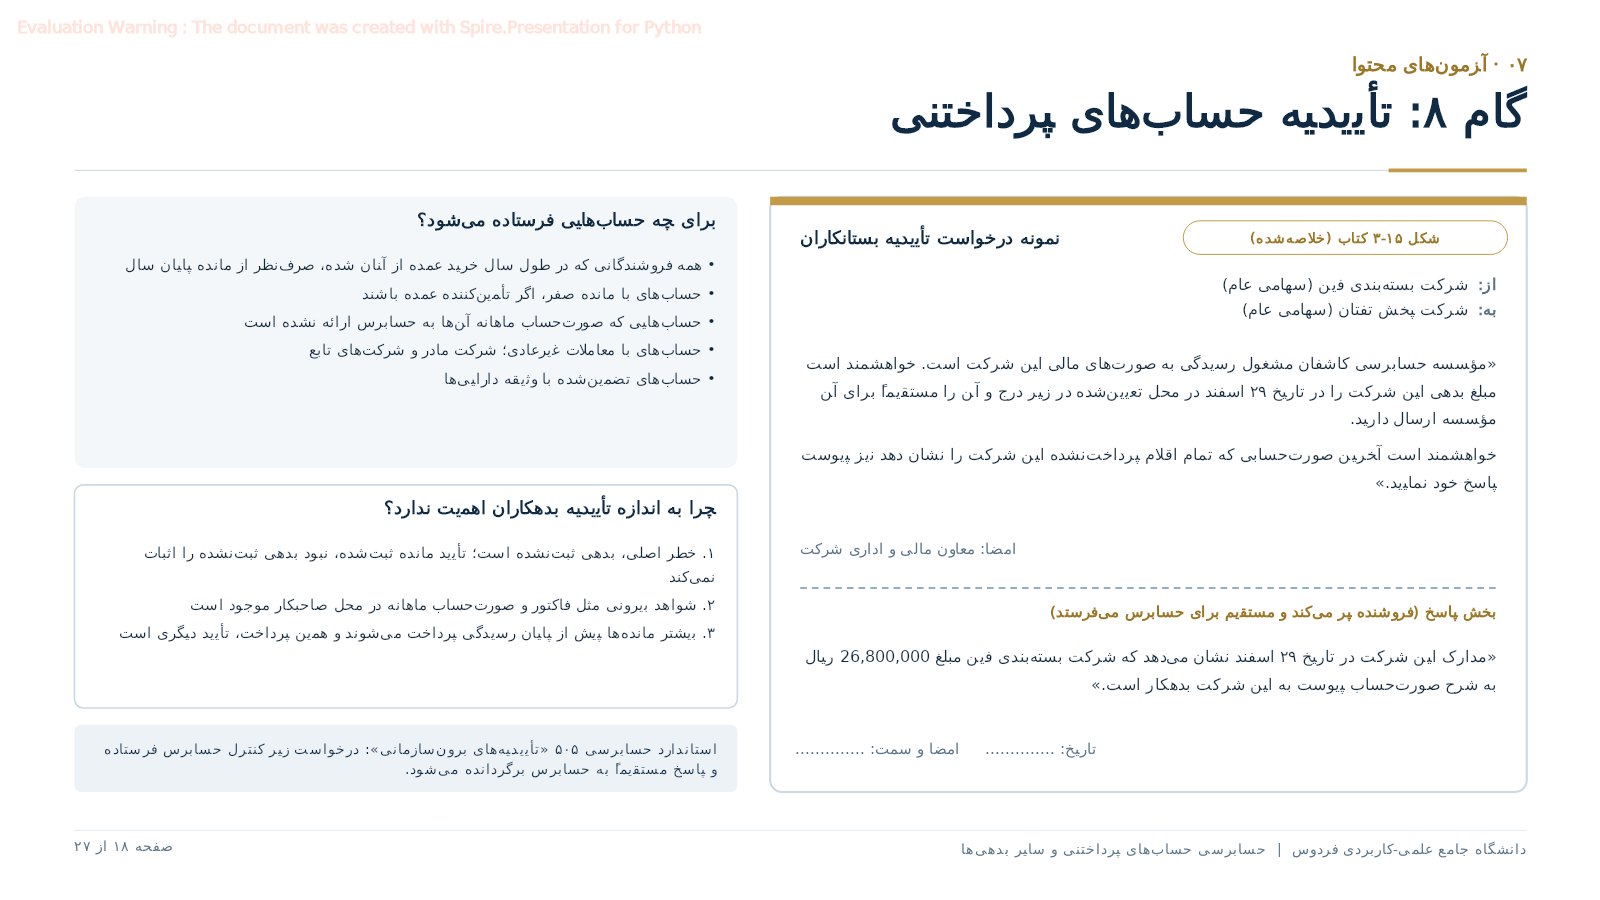 Evaluation Warning : The document was created with Spire.Presentation for Python
۰۷ · آزمون‌های محتوا
گام ۸: تأییدیه حساب‌های پرداختنی
شکل ۱۵-۳ کتاب (خلاصه‌شده)
نمونه درخواست تأییدیه بستانکاران
از: شرکت بسته‌بندی فین (سهامی عام)
به: شرکت پخش تفتان (سهامی عام)
«مؤسسه حسابرسی کاشفان مشغول رسیدگی به صورت‌های مالی این شرکت است. خواهشمند است
مبلغ بدهی این شرکت را در تاریخ ۲۹ اسفند در محل تعیین‌شده در زیر درج و آن را مستقیماً برای آن
مؤسسه ارسال دارید.
خواهشمند است آخرین صورت‌حسابی که تمام اقلام پرداخت‌نشده این شرکت را نشان دهد نیز پیوست
پاسخ خود نمایید.»
امضا: معاون مالی و اداری شرکت
بخش پاسخ (فروشنده پر می‌کند و مستقیم برای حسابرس می‌فرستد)
«مدارک این شرکت در تاریخ ۲۹ اسفند نشان می‌دهد که شرکت بسته‌بندی فین مبلغ 26,800,000 ریال
به شرح صورت‌حساب پیوست به این شرکت بدهکار است.»
تاریخ: .............. امضا و سمت: ..............
برای چه حساب‌هایی فرستاده می‌شود؟
• همه فروشندگانی که در طول سال خرید عمده از آنان شده، صرف‌نظر از مانده پایان سال
• حساب‌های با مانده صفر، اگر تأمین‌کننده عمده باشند
• حساب‌هایی که صورت‌حساب ماهانه آن‌ها به حسابرس ارائه نشده است
• حساب‌های با معاملات غیرعادی؛ شرکت مادر و شرکت‌های تابع
• حساب‌های تضمین‌شده با وثیقه دارایی‌ها
چرا به اندازه تأییدیه بدهکاران اهمیت ندارد؟
۱. خطر اصلی، بدهی ثبت‌نشده است؛ تأیید مانده ثبت‌شده، نبود بدهی ثبت‌نشده را اثبات
نمی‌کند
۲. شواهد بیرونی مثل فاکتور و صورت‌حساب ماهانه در محل صاحبکار موجود است
۳. بیشتر مانده‌ها پیش از پایان رسیدگی پرداخت می‌شوند و همین پرداخت، تأیید دیگری است
استاندارد حسابرسی ۵۰۵ «تأییدیه‌های برون‌سازمانی»: درخواست زیر کنترل حسابرس فرستاده
و پاسخ مستقیماً به حسابرس برگردانده می‌شود.
دانشگاه جامع علمی-کاربردی فردوس | حسابرسی حساب‌های پرداختنی و سایر بدهی‌ها
صفحه ۱۸ از ۲۷